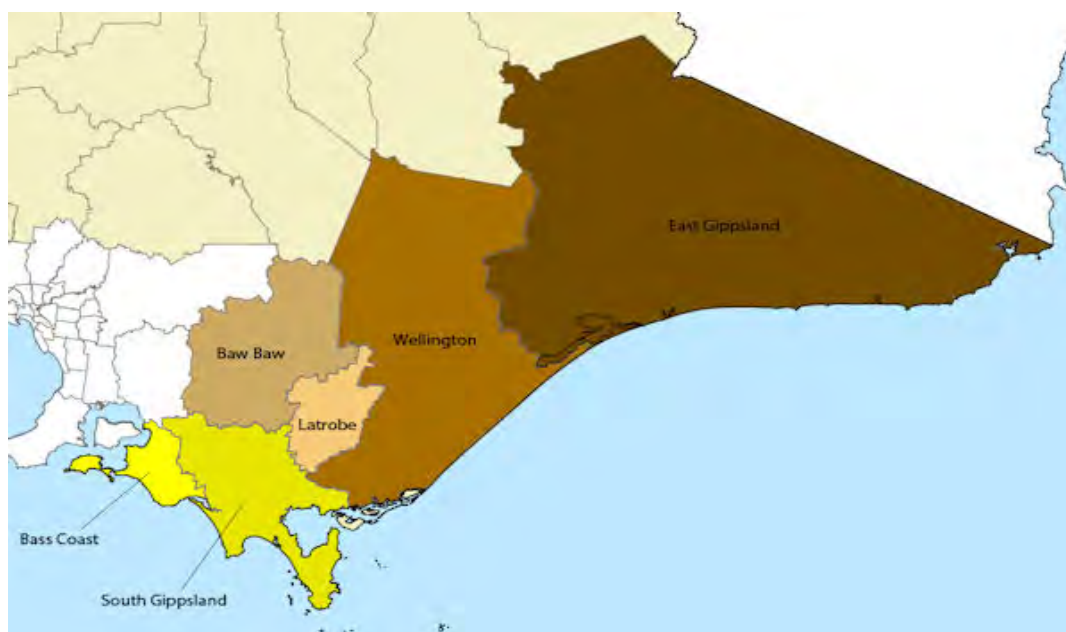 East Gippsland
Wellington
Baw Baw
Latrobe
Bass Coast
South Gippsland